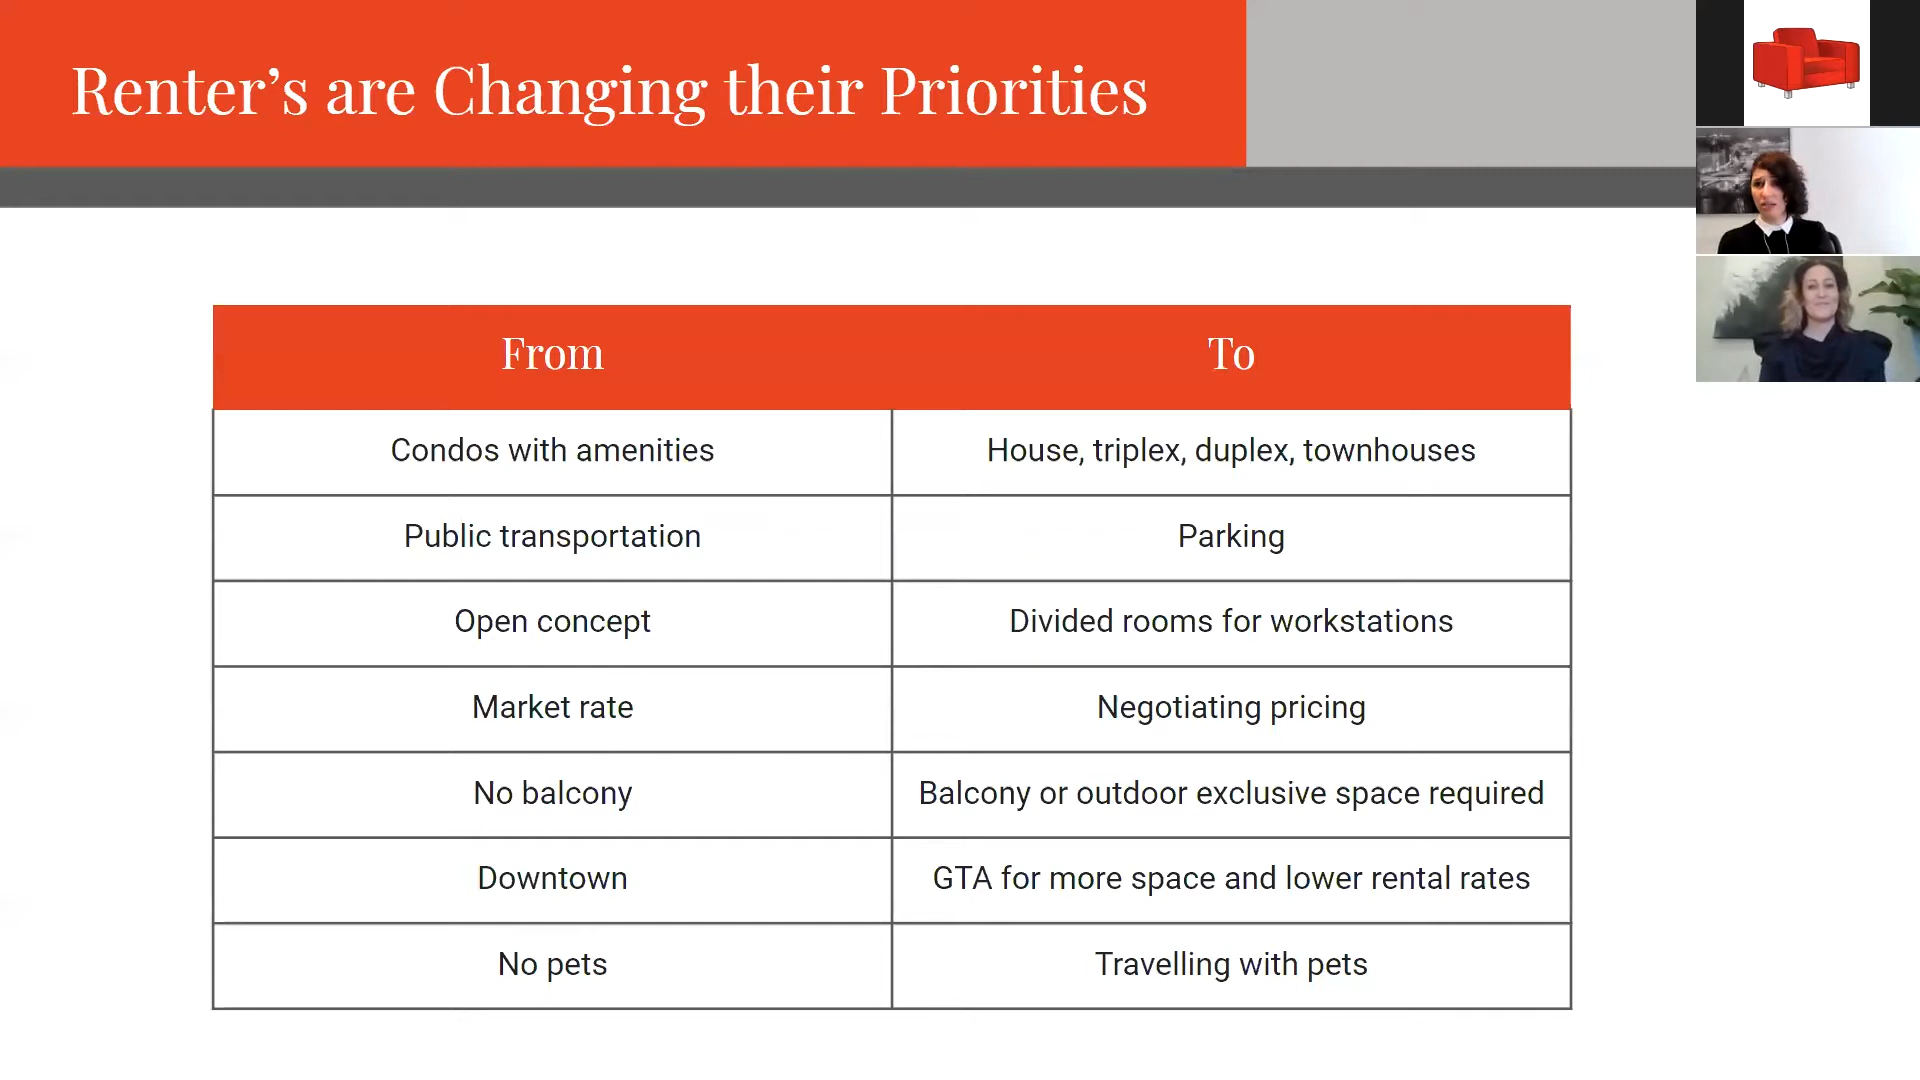 Renter’s are Changing their Priorities
From To
Condos with amenities House, triplex, duplex, townhouses
Public transportation Parking
Open concept Divided rooms for workstations
Market rate Negotiating pricing
No balcony Balcony or outdoor exclusive space required
Downtown GTA for more space and lower rental rates
No pets Travelling with pets